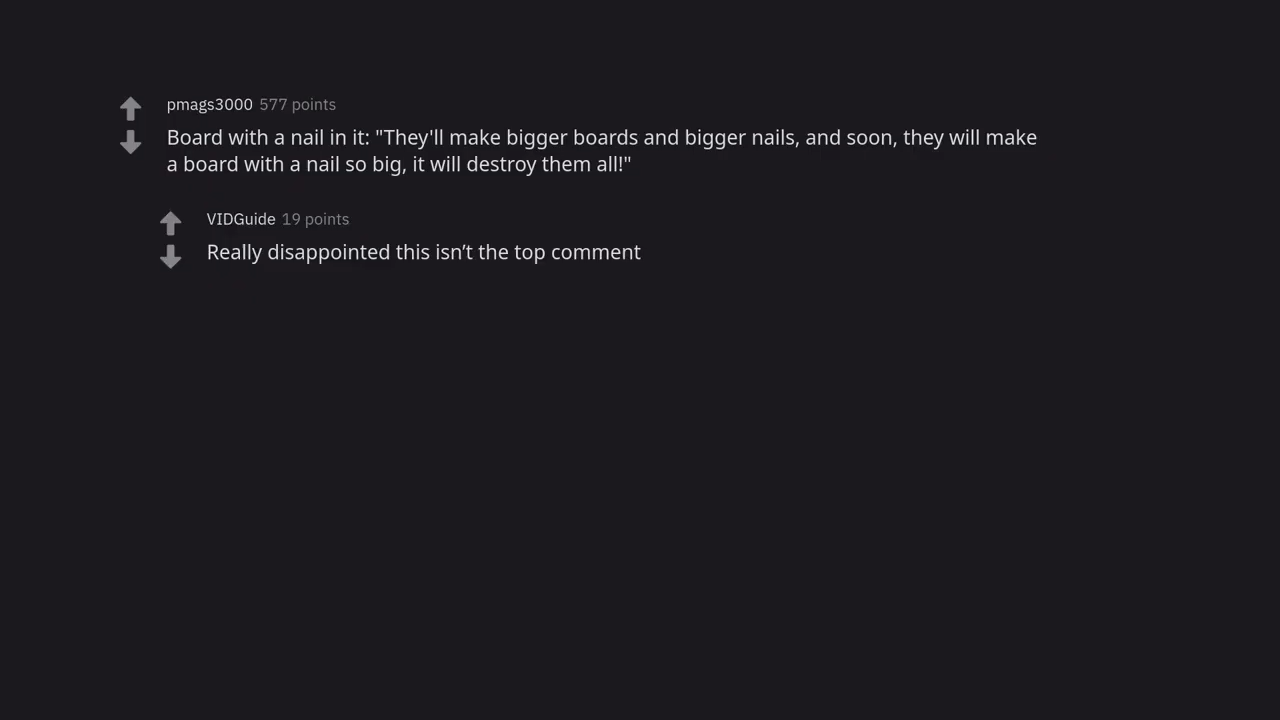 pmags3000 577 points
Board with a nail in it: "They'll make bigger boards and bigger nails, and soon, they will make
a board with a nail so big, it will destroy them all!"
VIDGuide 19 points
Really disappointed this isn’t the top comment